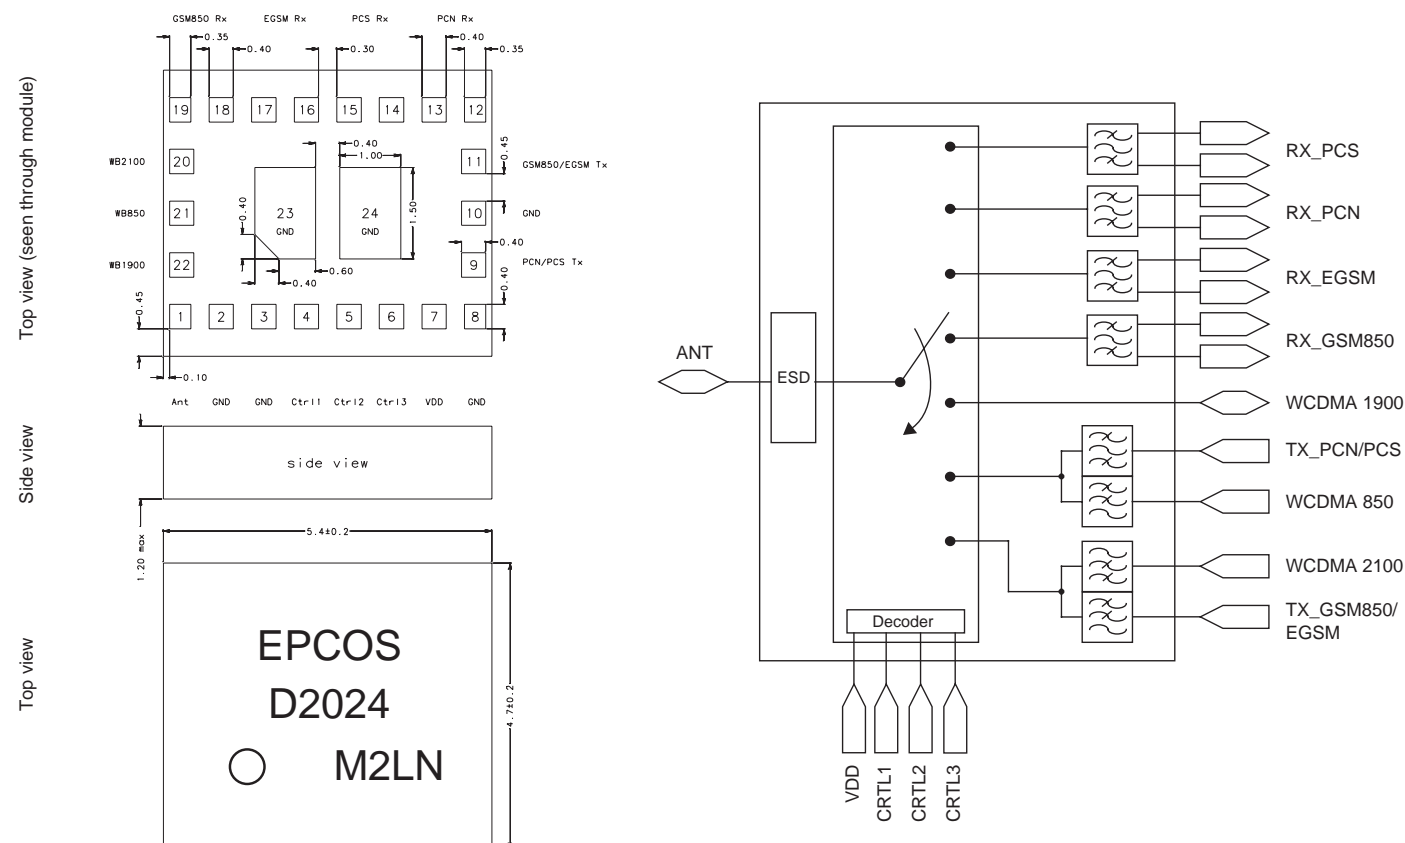 GSM850 Rx EGSM Rx PCS Rx PCN Rx
0.35 0.40 0.30 0.40 0.35
19 18 17 16 15 14 13 12
Top view (seen through module)
0.40
1.00
0.45
WB2100 20 11 GSM850/EGSM Tx
WB850 21 23 24 10 GND
GND GND
0.40 1.50
0.40
WB1900 22 9 PCN/PCS Tx
0.60
0.40 0.40
0.45
1 2 3 4 5 6 7 8
0.10
Ant GND GND Ctrl1 Ctrl2 Ctrl3 VDD GND
Side view
side view
1.20 max
5.4±0.2
Top view
EPCOS
D2024
M2LN
4.7±0.2
ANT
ESD
RX_PCS
RX_PCN
RX_EGSM
RX_GSM850
WCDMA 1900
TX_PCN/PCS
WCDMA 850
WCDMA 2100
TX_GSM850/
EGSM
Decoder
VDD
CRTL1
CRTL2
CRTL3